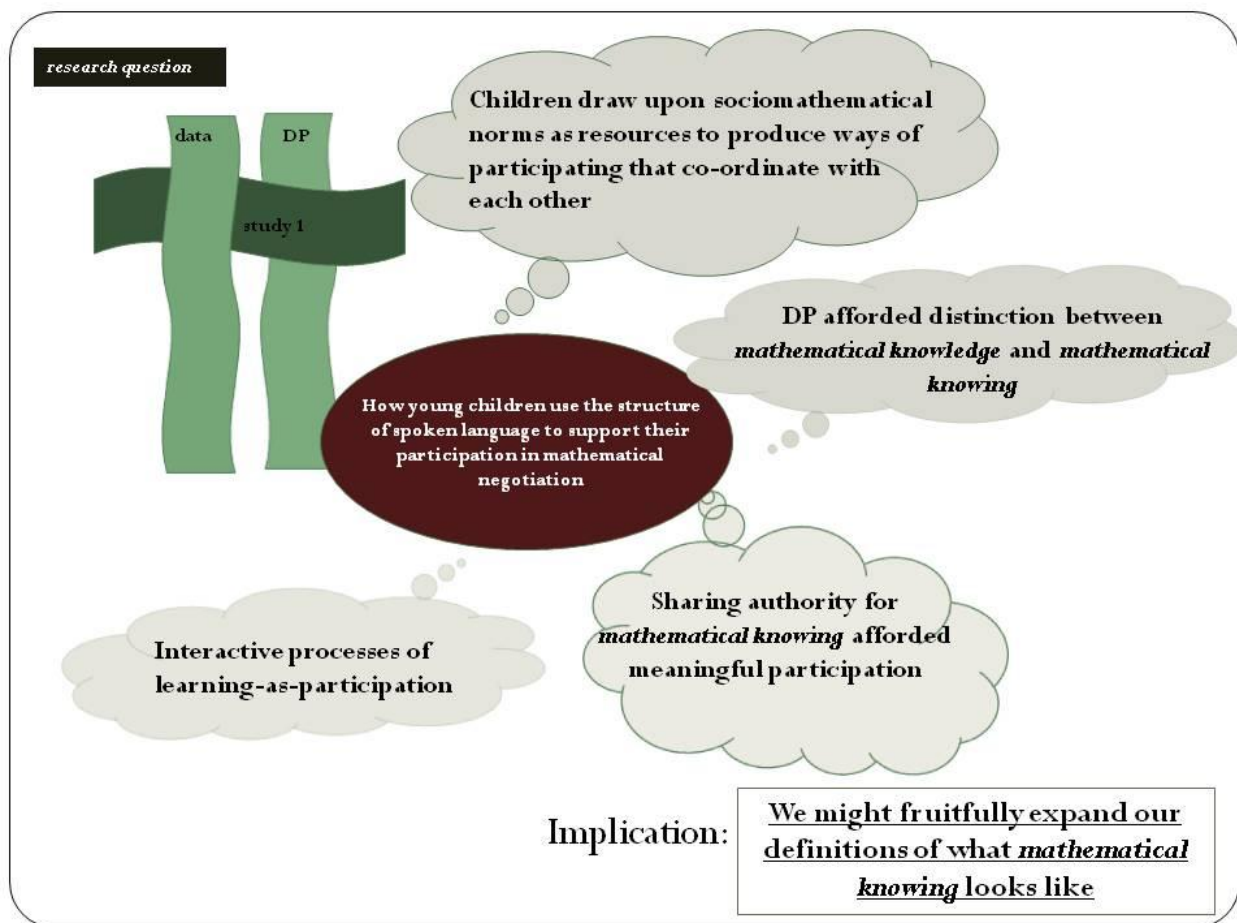 research question
data
DP
study 1
Children draw upon sociomathematical
norms as resources to produce ways of
participating that co-ordinate with
each other
DP afforded distinction between
mathematical knowledge and mathematical
knowing
How young children use the structure
of spoken language to support their
participation in mathematical
negotiation
Sharing authority for
mathematical knowing afforded
meaningful participation
Interactive processes of
learning-as-participation
Implication:
We might fruitfully expand our
definitions of what mathematical
knowing looks like